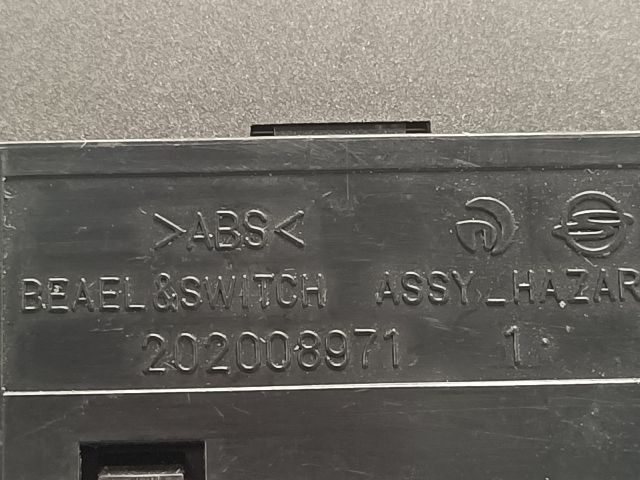 >ABS<
BEAEL &SWITCH ASSY_HAZAR
202008971 1